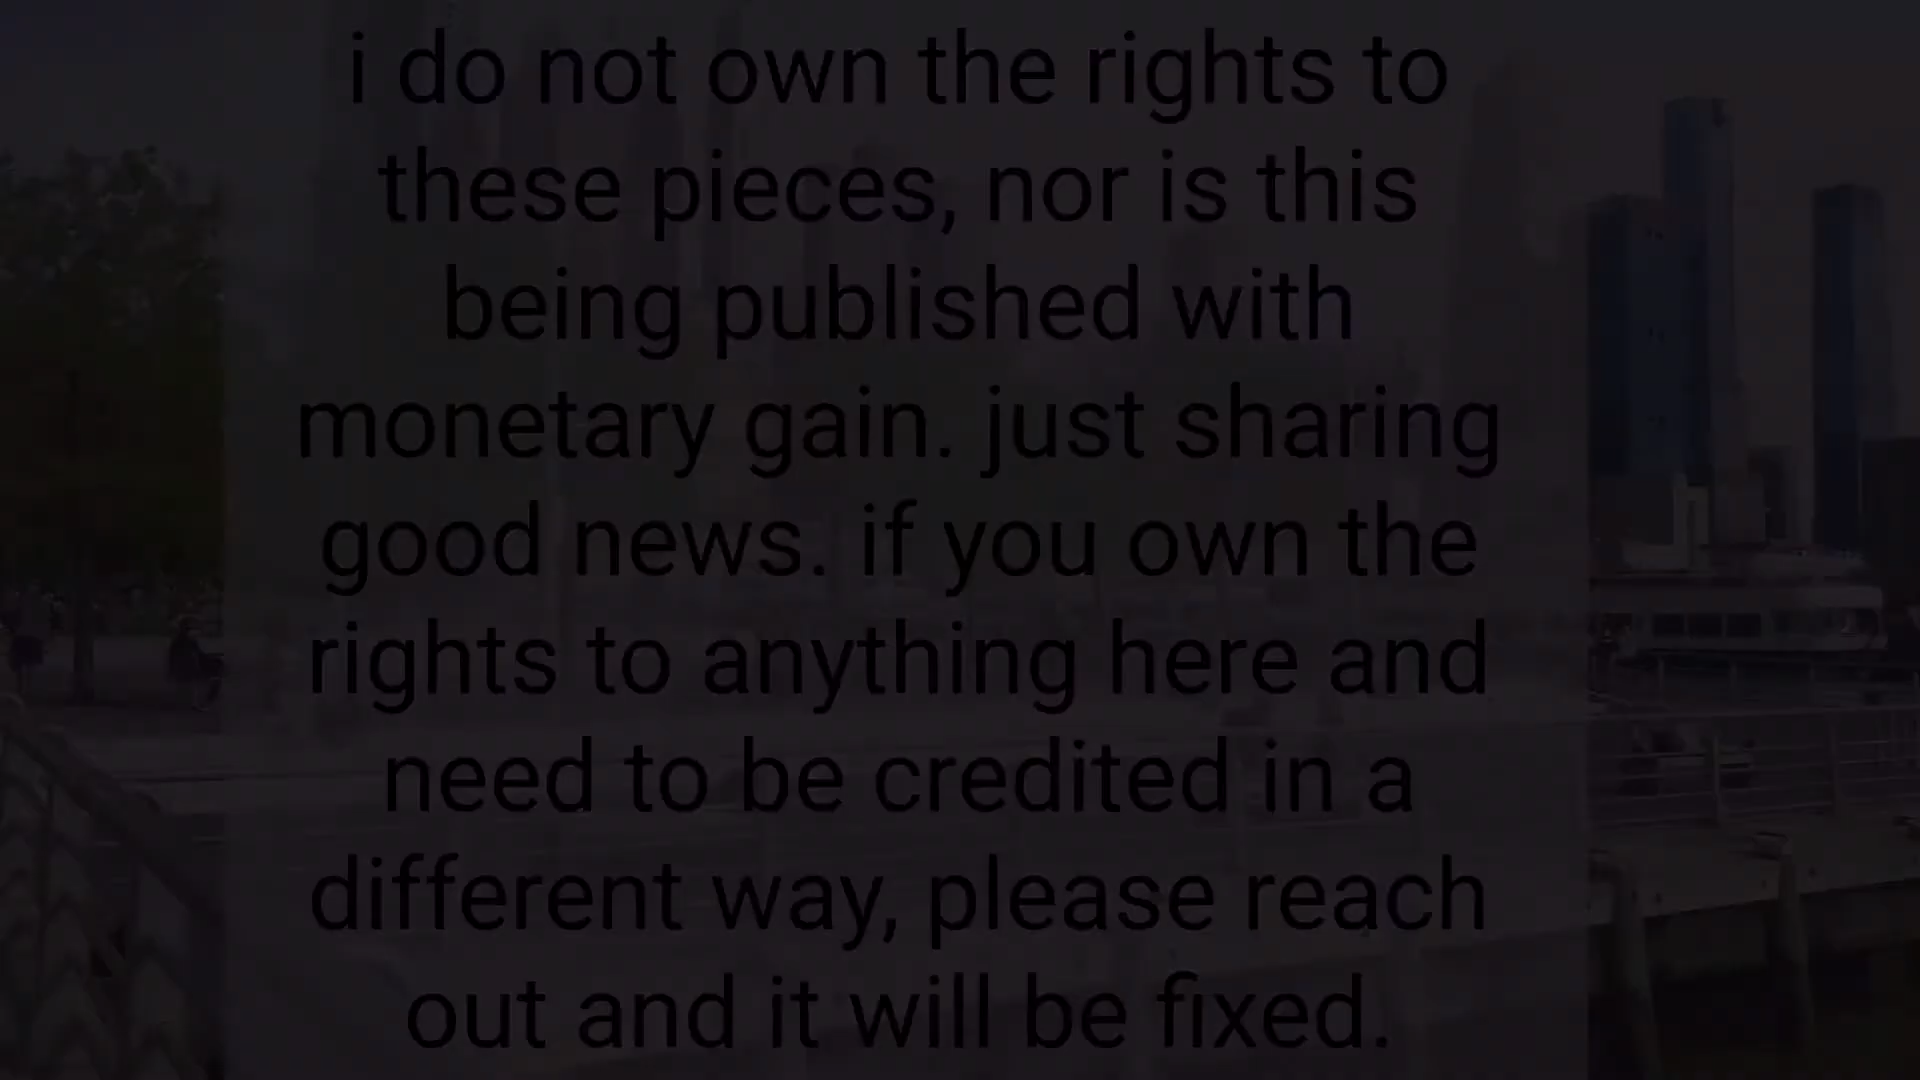 i do not own the rights to
these pieces, nor is this
being published with
monetary gain. just sharing
good news. if you own the
rights to anything here and
need to be credited in a
different way, please reach
out and it will be fixed.